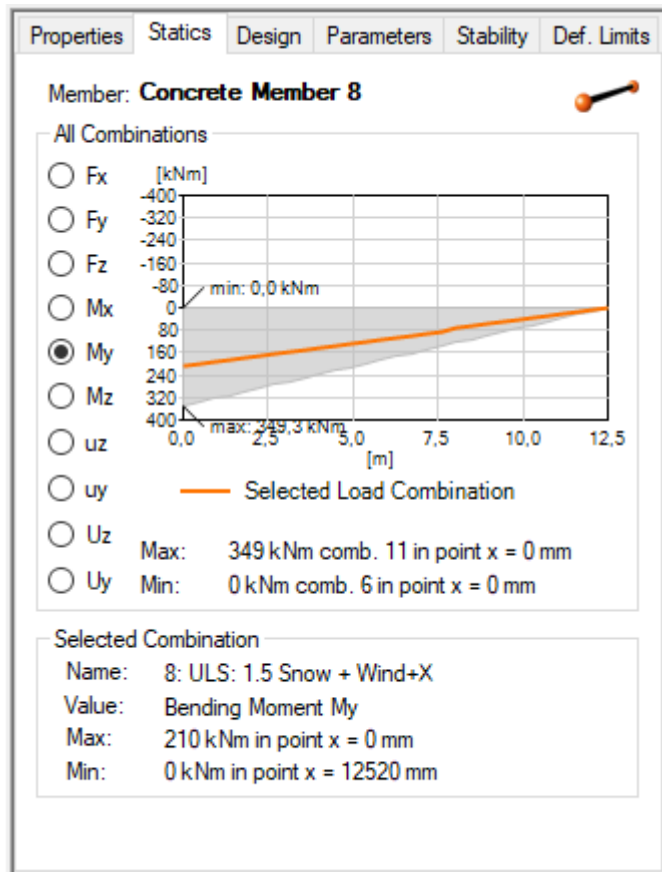 Properties Statics Design Parameters Stability Def. Limits
Member: Concrete Member 8
All Combinations
Fx
Fy
Fz
Mx
My
Mz
uz
uy
Uz
Uy
[kNm]
-400
-320
-240
-160
-80
0
80
160
240
320
400
min: 0,0 kNm
max: 349,3 kNm
0,0 2,5 5,0 7,5 10,0 12,5
[m]
Selected Load Combination
Max: 349 kNm comb. 11 in point x = 0 mm
Min: 0 kNm comb. 6 in point x = 0 mm
Selected Combination
Name: 8: ULS: 1.5 Snow + Wind+X
Value: Bending Moment My
Max: 210 kNm in point x = 0 mm
Min: 0 kNm in point x = 12520 mm